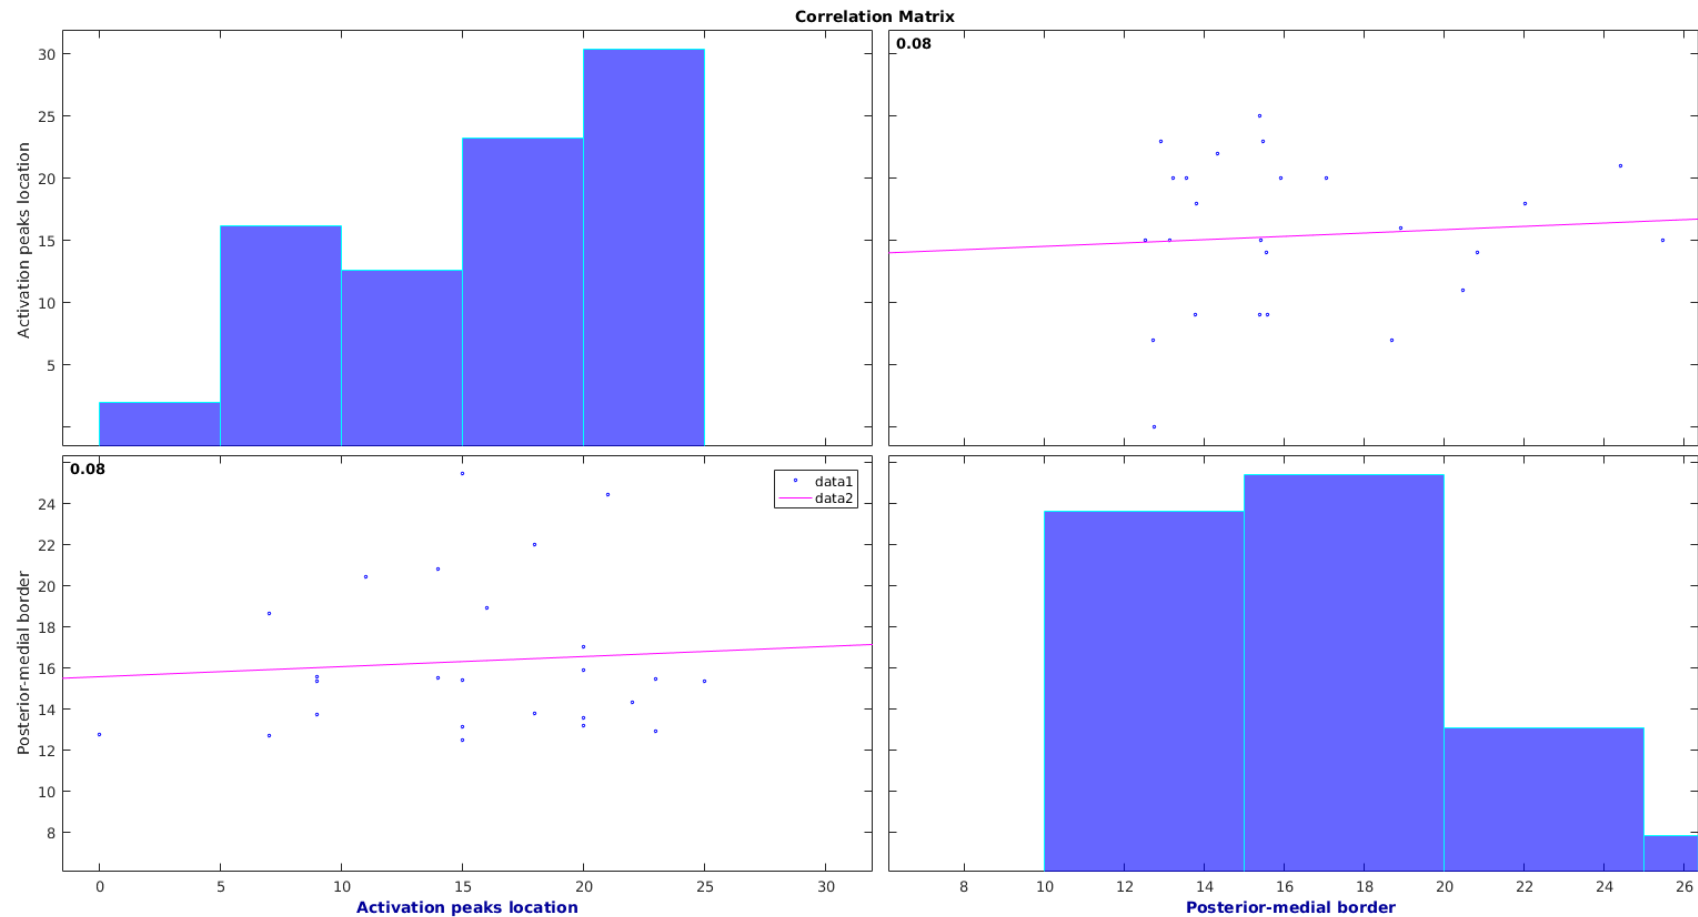 Correlation Matrix
30
25
20
15
10
5
Activation peaks location
0.08
0.08
data1
data2
24
22
20
18
16
14
12
10
8
Posterior-medial border
0 5 10 15 20 25 30
Activation peaks location
8 10 12 14 16 18 20 22 24 26
Posterior-medial border